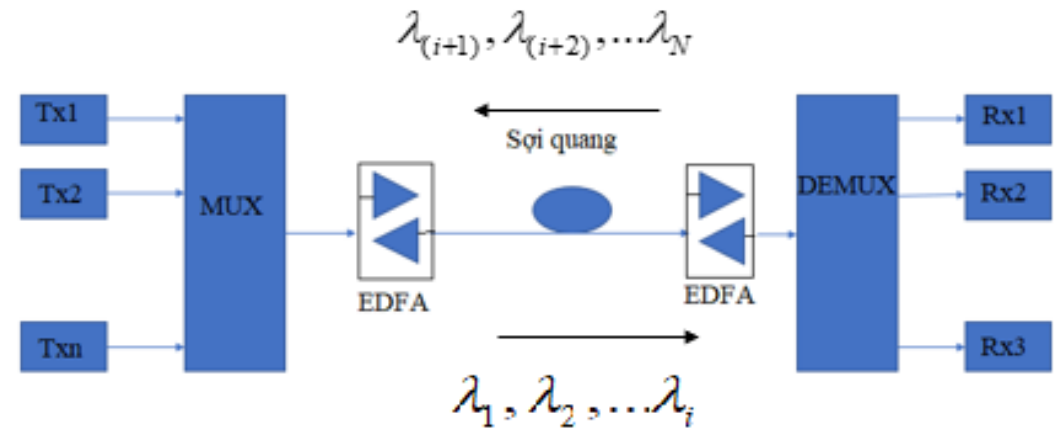 λ(i+1), λ(i+2), ...λN
Tx1
Rx1
Sợi quang
Tx2
MUX
DEMUX
Rx2
EDFA
EDFA
Txn
Rx3
λ1, λ2, ...λi